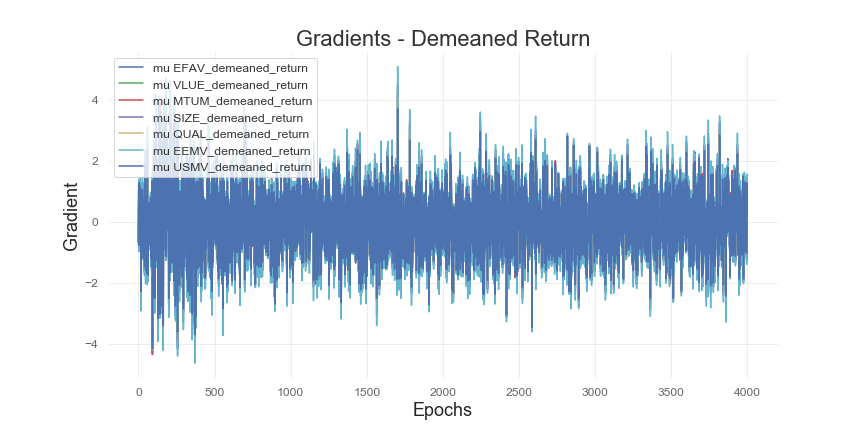 Gradients - Demeaned Return
mu EFAV_demeaned_return
mu VLUE_demeaned_return
mu MTUM_demeaned_return
mu SIZE_demeaned_return
mu QUAL_demeaned_return
mu EEMV_demeaned_return
mu USMV_demeaned_return
4
2
0
−2
−4
Gradient
0 500 1000 1500 2000 2500 3000 3500 4000
Epochs